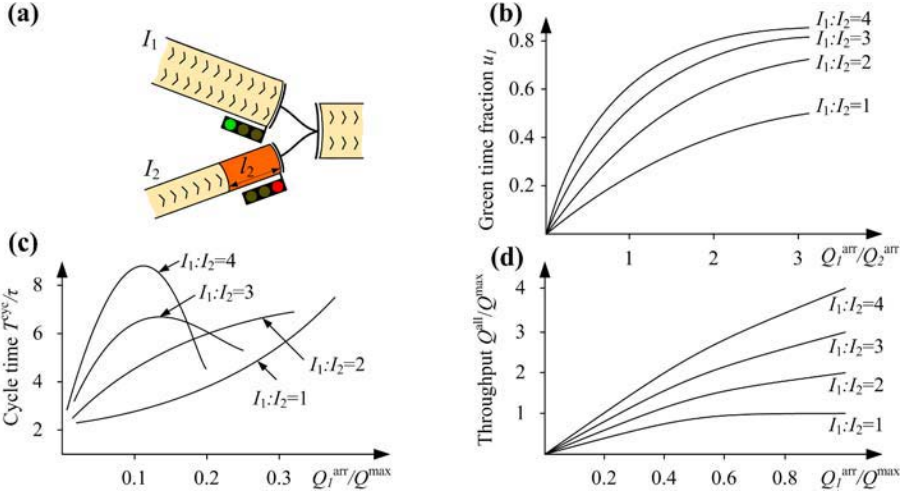 (a)
I₁
I₂
l₂
(b)
Green time fraction u₁
0.8
0.6
0.4
0.2
1
2
3
Q₁ᵃʳʳ/Q₂ᵃʳʳ
I₁:I₂=4
I₁:I₂=3
I₁:I₂=2
I₁:I₂=1
(c)
Cycle time Tᶜʸᶜ/τ
8
6
4
2
0.1
0.2
0.3
Q₁ᵃʳʳ/Qᵐᵃˣ
I₁:I₂=4
I₁:I₂=3
I₁:I₂=2
I₁:I₂=1
(d)
Throughput Qᵃˡˡ/Qᵐᵃˣ
4
3
2
1
0.2
0.4
0.6
0.8
Q₁ᵃʳʳ/Qᵐᵃˣ
I₁:I₂=4
I₁:I₂=3
I₁:I₂=2
I₁:I₂=1